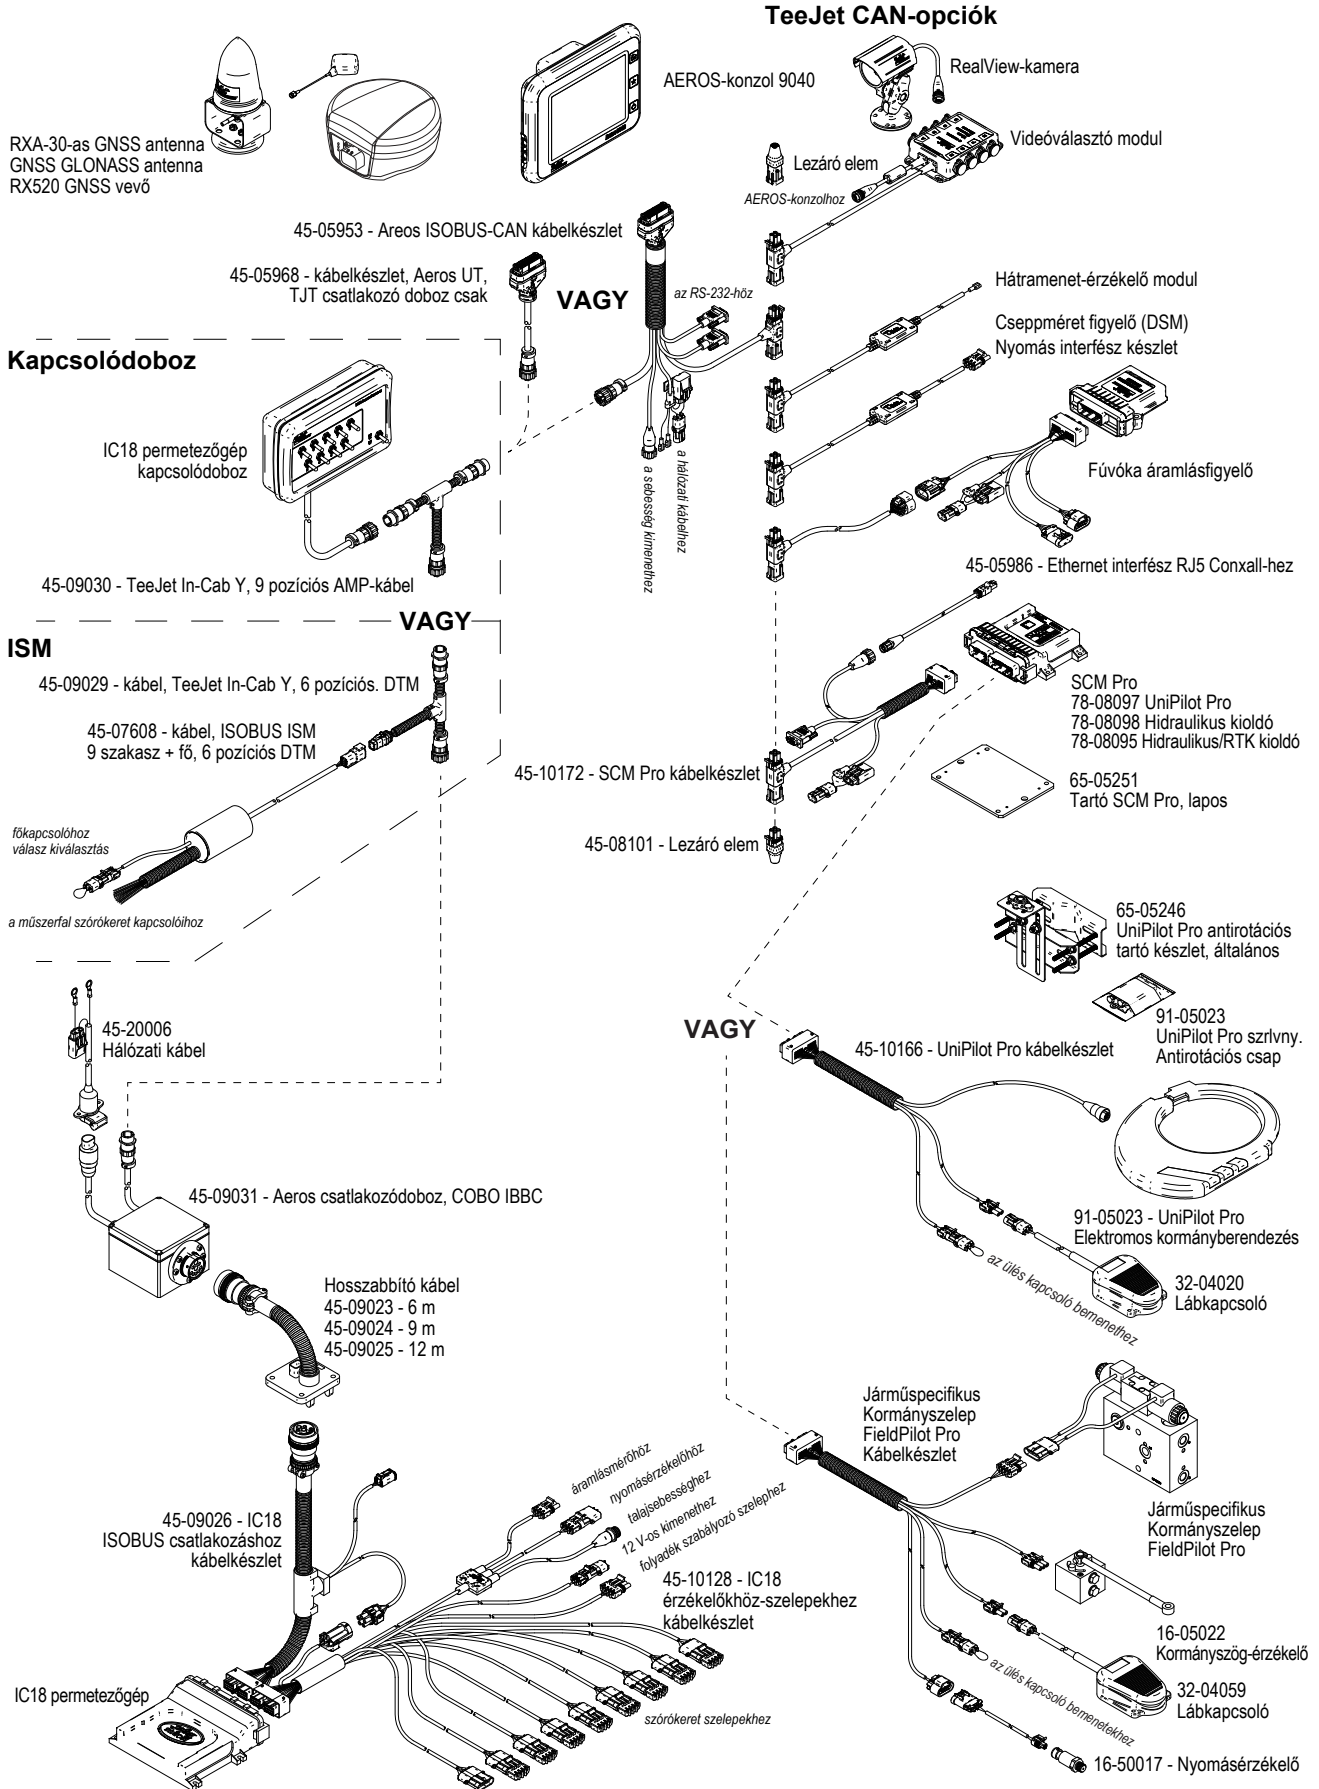 TeeJet CAN-opciók
AEROS-konzol 9040
RealView-kamera
Videóválasztó modul
Lezáró elem
AEROS-konzolhoz
RXA-30-as GNSS antenna
GNSS GLONASS antenna
RX520 GNSS vevő
45-05953 - Areos ISOBUS-CAN kábelkészlet
45-05968 - kábelkészlet, Aeros UT,
TJT csatlakozó doboz csak
VAGY
az RS-232-höz
Hátramenet-érzékelő modul
Cseppméret figyelő (DSM)
Nyomás interfész készlet
Kapcsolódoboz
IC18 permetezőgép
kapcsolódoboz
a sebesség kimenethez
a hálózati kábelhez
Fúvóka áramlásfigyelő
45-09030 - TeeJet In-Cab Y, 9 pozíciós AMP-kábel
45-05986 - Ethernet interfész RJ5 Conxall-hez
VAGY
ISM
45-09029 - kábel, TeeJet In-Cab Y, 6 pozíciós. DTM
45-07608 - kábel, ISOBUS ISM
9 szakasz + fő, 6 pozíciós DTM
SCM Pro
78-08097 UniPilot Pro
78-08098 Hidraulikus kioldó
78-08095 Hidraulikus/RTK kioldó
45-10172 - SCM Pro kábelkészlet
65-05251
Tartó SCM Pro, lapos
45-08101 - Lezáró elem
főkapcsolóhoz
válasz kiválasztás
a műszerfal szórókeret kapcsolóihoz
65-05246
UniPilot Pro antirotációs
tartó készlet, általános
91-05023
UniPilot Pro szrlvny.
Antirotációs csap
45-20006
Hálózati kábel
VAGY
45-10166 - UniPilot Pro kábelkészlet
45-09031 - Aeros csatlakozódoboz, COBO IBBC
91-05023 - UniPilot Pro
Elektromos kormányberendezés
az ülés kapcsoló bemenethez
32-04020
Lábkapcsoló
Hosszabbító kábel
45-09023 - 6 m
45-09024 - 9 m
45-09025 - 12 m
Járműspecifikus
Kormányszelep
FieldPilot Pro
Kábelkészlet
áramlásmérőhöz
nyomásérzékelőhöz
talajsebességhez
12 V-os kimenethez
folyadék szabályozó szelephez
45-09026 - IC18
ISOBUS csatlakozáshoz
kábelkészlet
Járműspecifikus
Kormányszelep
FieldPilot Pro
45-10128 - IC18
érzékelőkhöz-szelepekhez
kábelkészlet
16-05022
Kormányszög-érzékelő
IC18 permetezőgép
szórókeret szelepekhez
az ülés kapcsoló bemenetekhez
32-04059
Lábkapcsoló
16-50017 - Nyomásérzékelő